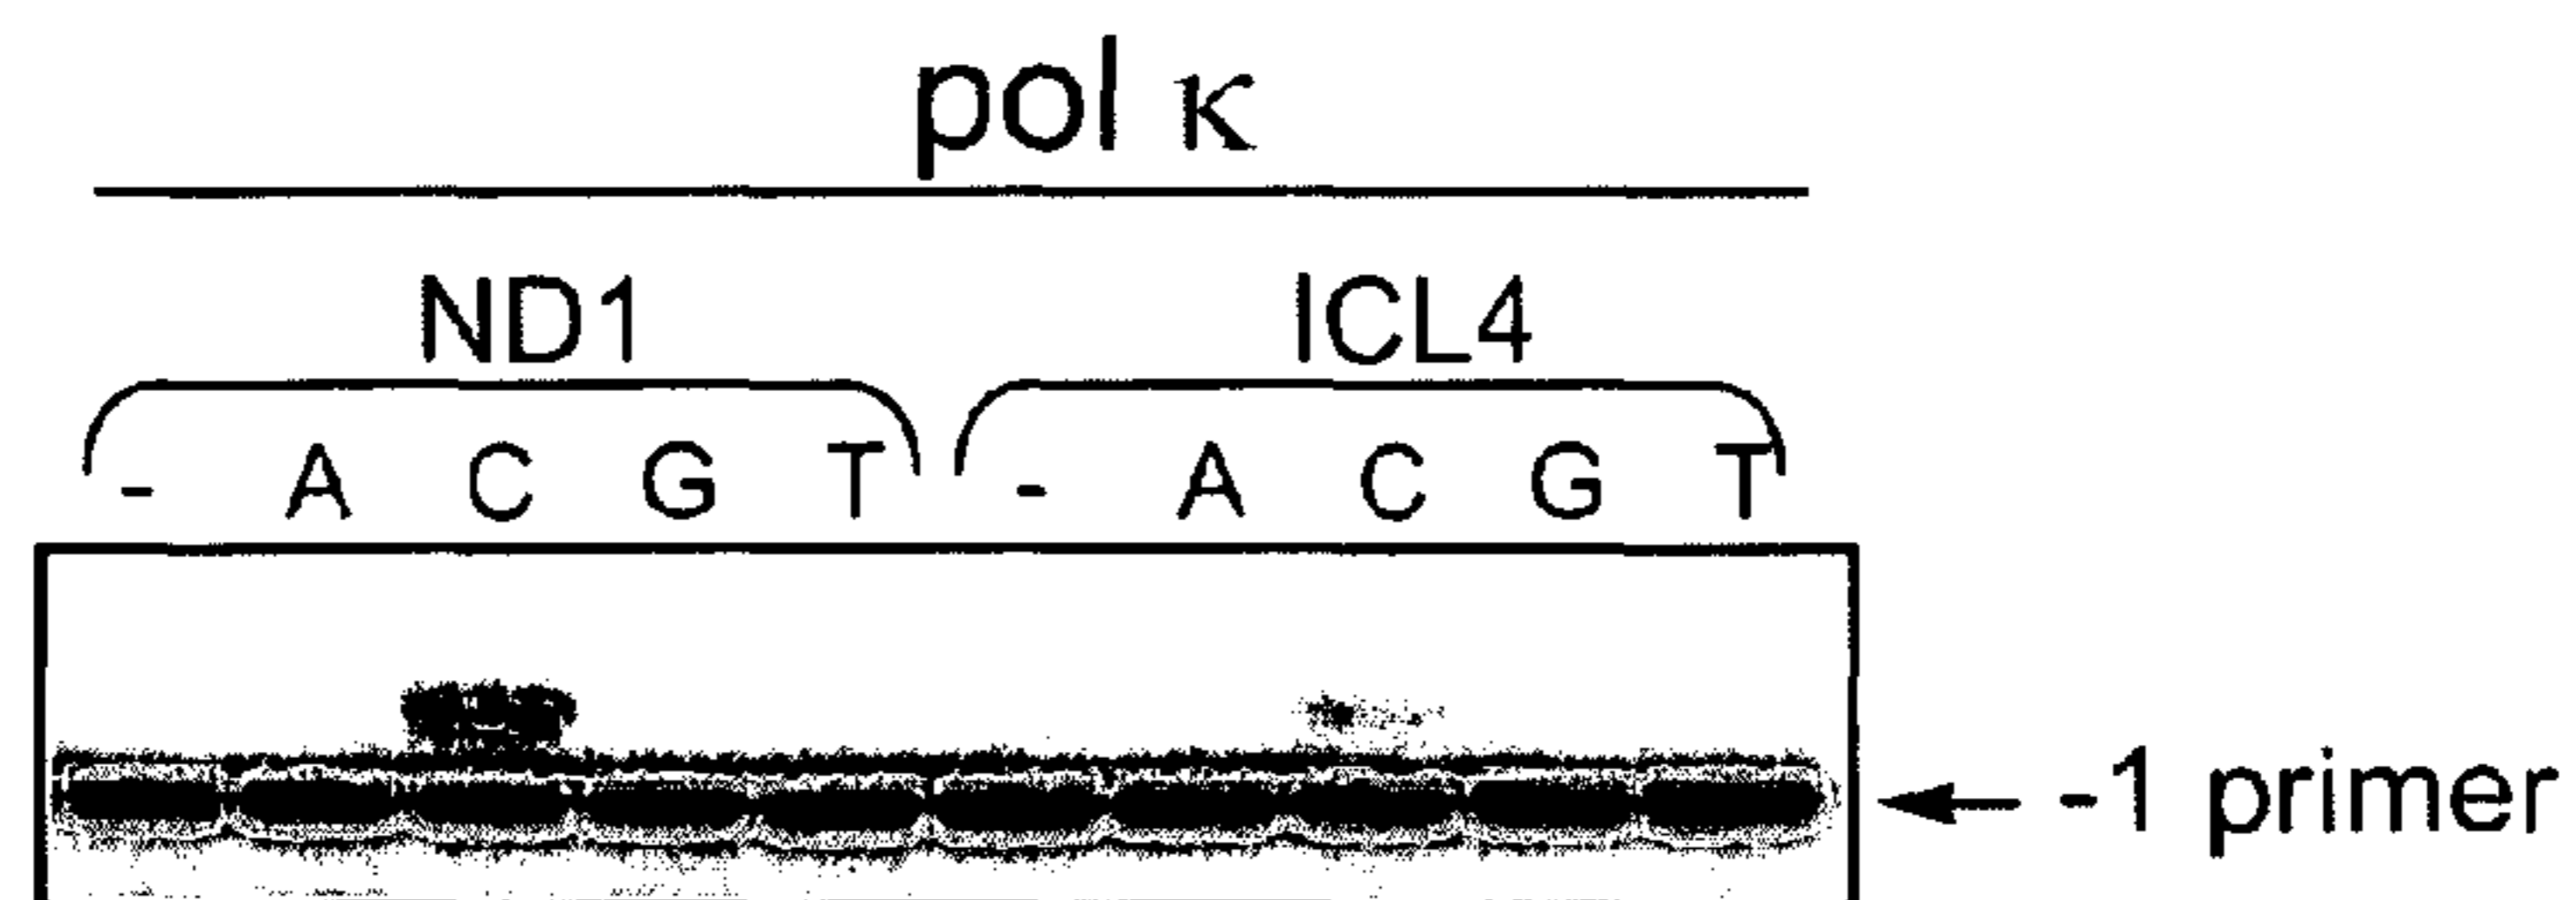 pol κ
ND1 ICL4
- A C G T - A C G T
-1 primer